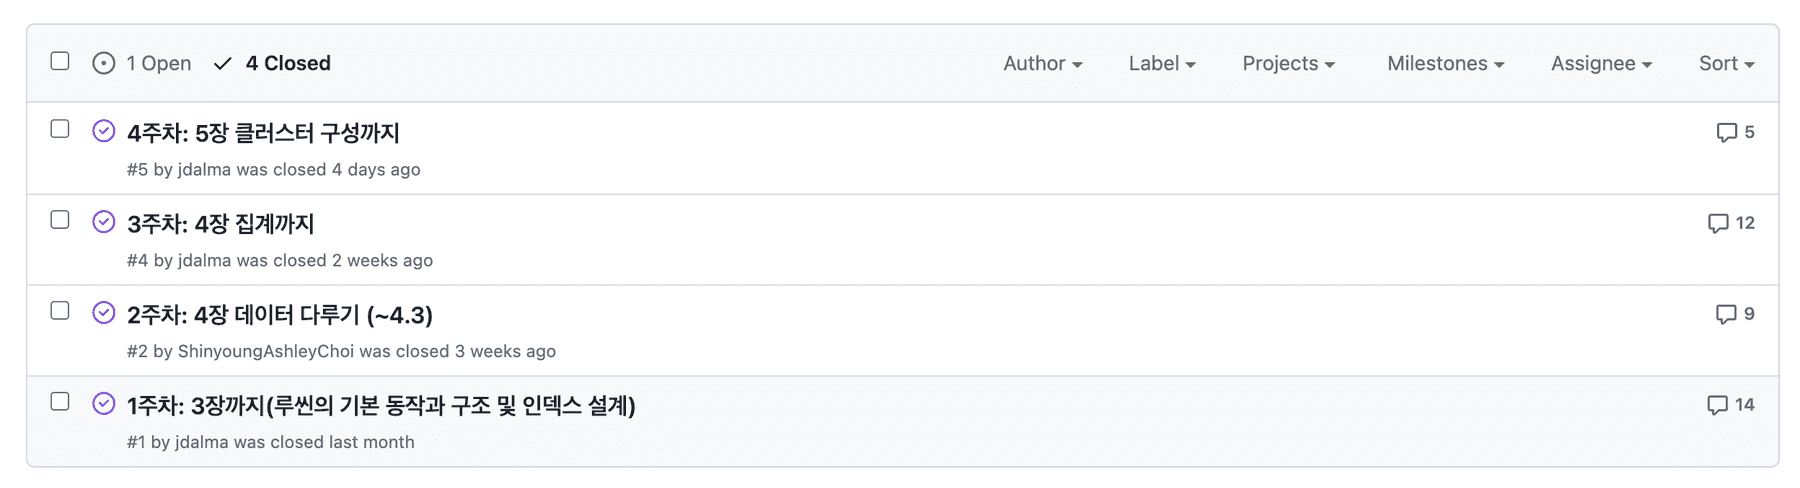 1 Open 4 Closed Author Label Projects Milestones Assignee Sort
4주차: 5장 클러스터 구성까지 5
#5 by jdalma was closed 4 days ago
3주차: 4장 집계까지 12
#4 by jdalma was closed 2 weeks ago
2주차: 4장 데이터 다루기 (~4.3) 9
#2 by ShinyoungAshleyChoi was closed 3 weeks ago
1주차: 3장까지(루씬의 기본 동작과 구조 및 인덱스 설계) 14
#1 by jdalma was closed last month